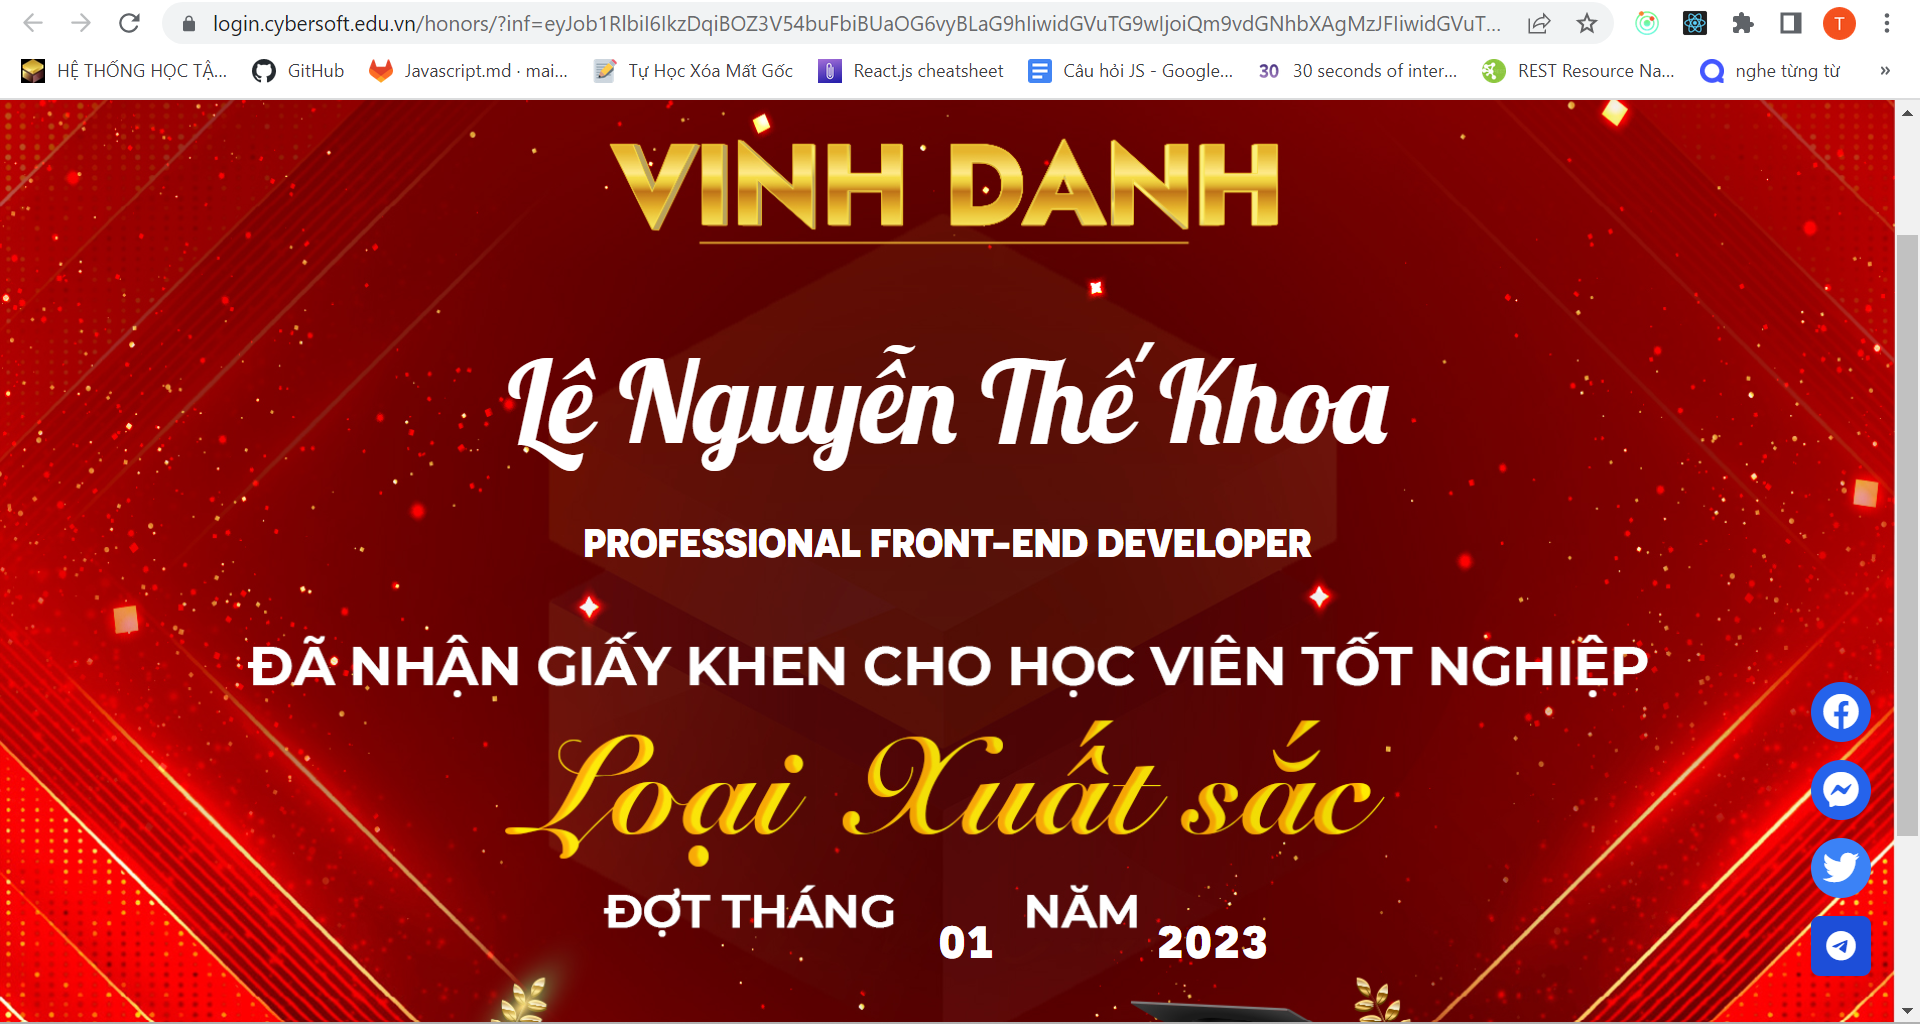 login.cybersoft.edu.vn/honors/?inf=eyJob1RlbiI6IkzDqiBOZ3V54buFbiBUaOG6vyBLaG9hIiwidGVuTG9wIjoiQm9vdGNhbXAgMzJFIiwidGVuT...
T
HỆ THỐNG HỌC TẬ...
GitHub
Javascript.md · mai...
Tự Học Xóa Mất Gốc
React.js cheatsheet
Câu hỏi JS - Google...
30 30 seconds of inter...
REST Resource Na...
nghe từng từ
»
VINH DANH
Lê Nguyễn Thế Khoa
PROFESSIONAL FRONT-END DEVELOPER
ĐÃ NHẬN GIẤY KHEN CHO HỌC VIÊN TỐT NGHIỆP
Loại Xuất sắc
ĐỢT THÁNG 01 NĂM 2023